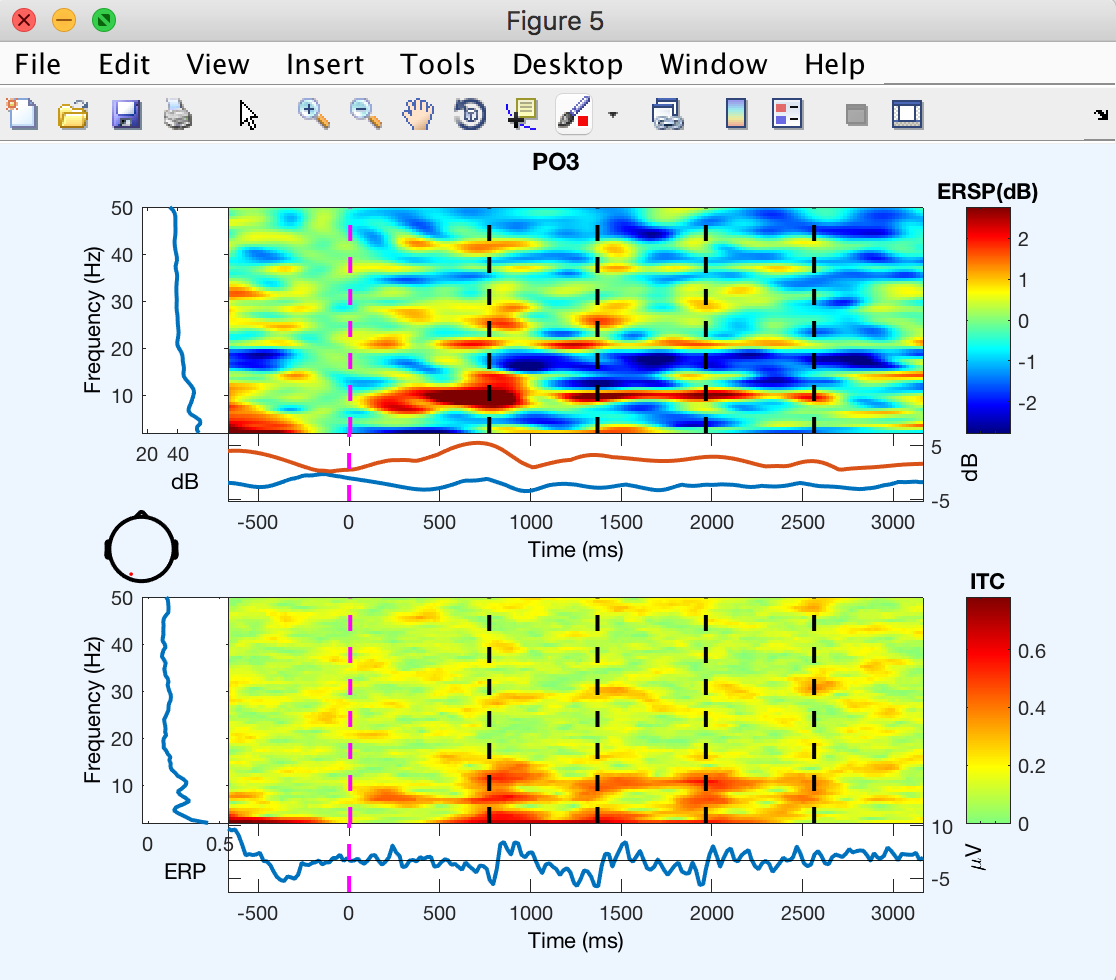 Figure 5
File Edit View Insert Tools Desktop Window Help
PO3
ERSP(dB)
50
40
30
20
10
Frequency (Hz)
2
1
0
-1
-2
20 40
dB
5
-5
dB
-500 0 500 1000 1500 2000 2500 3000
Time (ms)
ITC
50
40
30
20
10
Frequency (Hz)
0.6
0.4
0.2
0
0 0.5
ERP
10
-5
μV
-500 0 500 1000 1500 2000 2500 3000
Time (ms)